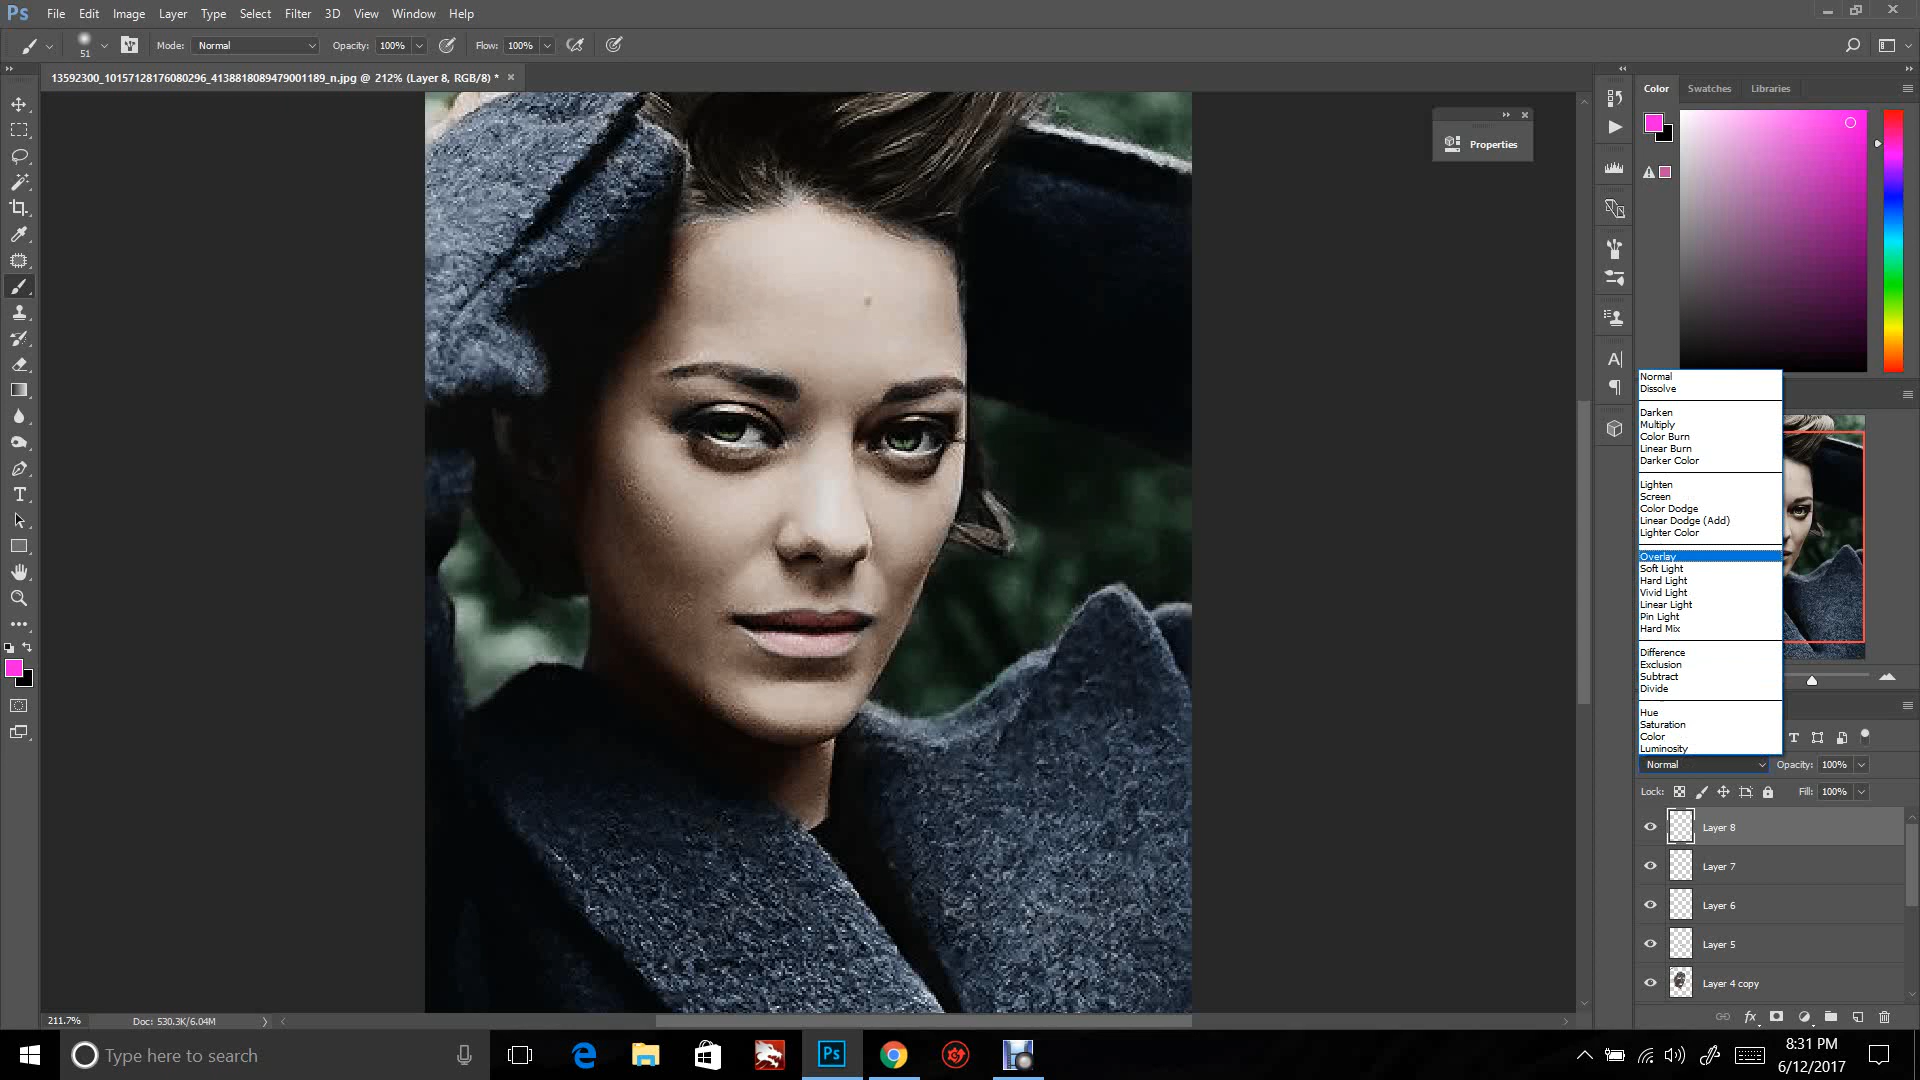 Ps File Edit Image Layer Type Select Filter 3D View Window Help
51 Mode: Normal Opacity: 100% Flow: 100%
13592300_10157128176080296_4138818089479001189_n.jpg @ 212% (Layer 8, RGB/8) * ×
Color Swatches Libraries
Properties
Normal
Dissolve
Darken
Multiply
Color Burn
Linear Burn
Darker Color
Lighten
Screen
Color Dodge
Linear Dodge (Add)
Lighter Color
Overlay
Soft Light
Hard Light
Vivid Light
Linear Light
Pin Light
Hard Mix
Difference
Exclusion
Subtract
Divide
Hue
Saturation
Color
Luminosity
Normal Opacity: 100%
Lock: Fill: 100%
Layer 8
Layer 7
Layer 6
Layer 5
Layer 4 copy
fx
211.7% Doc: 530.3K/6.04M
Type here to search
Ps
8:31 PM
6/12/2017